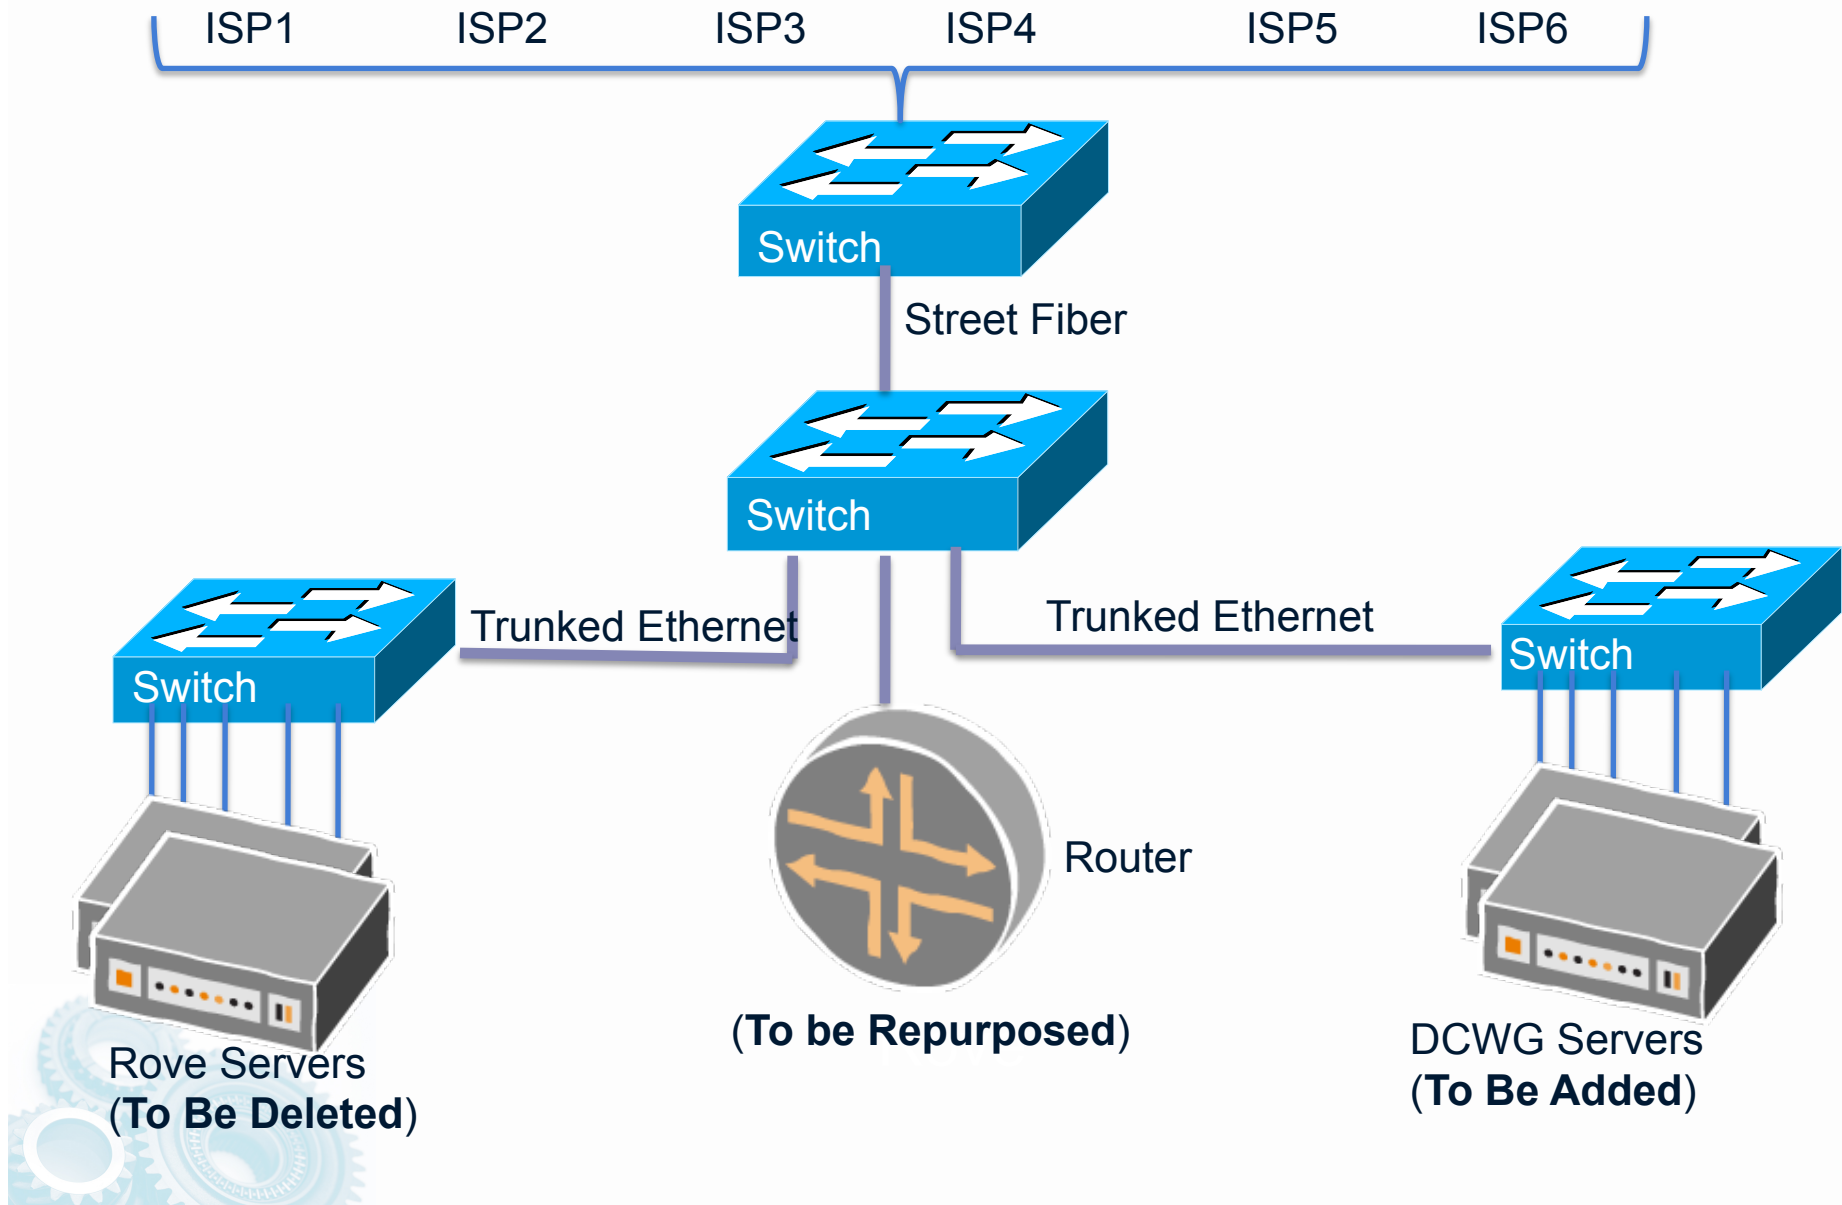 ISP1 ISP2 ISP3 ISP4 ISP5 ISP6
Switch
Street Fiber
Switch
Trunked Ethernet
Trunked Ethernet
Switch
Switch
Router
(To be Repurposed)
Rove Servers
(To Be Deleted)
DCWG Servers
(To Be Added)